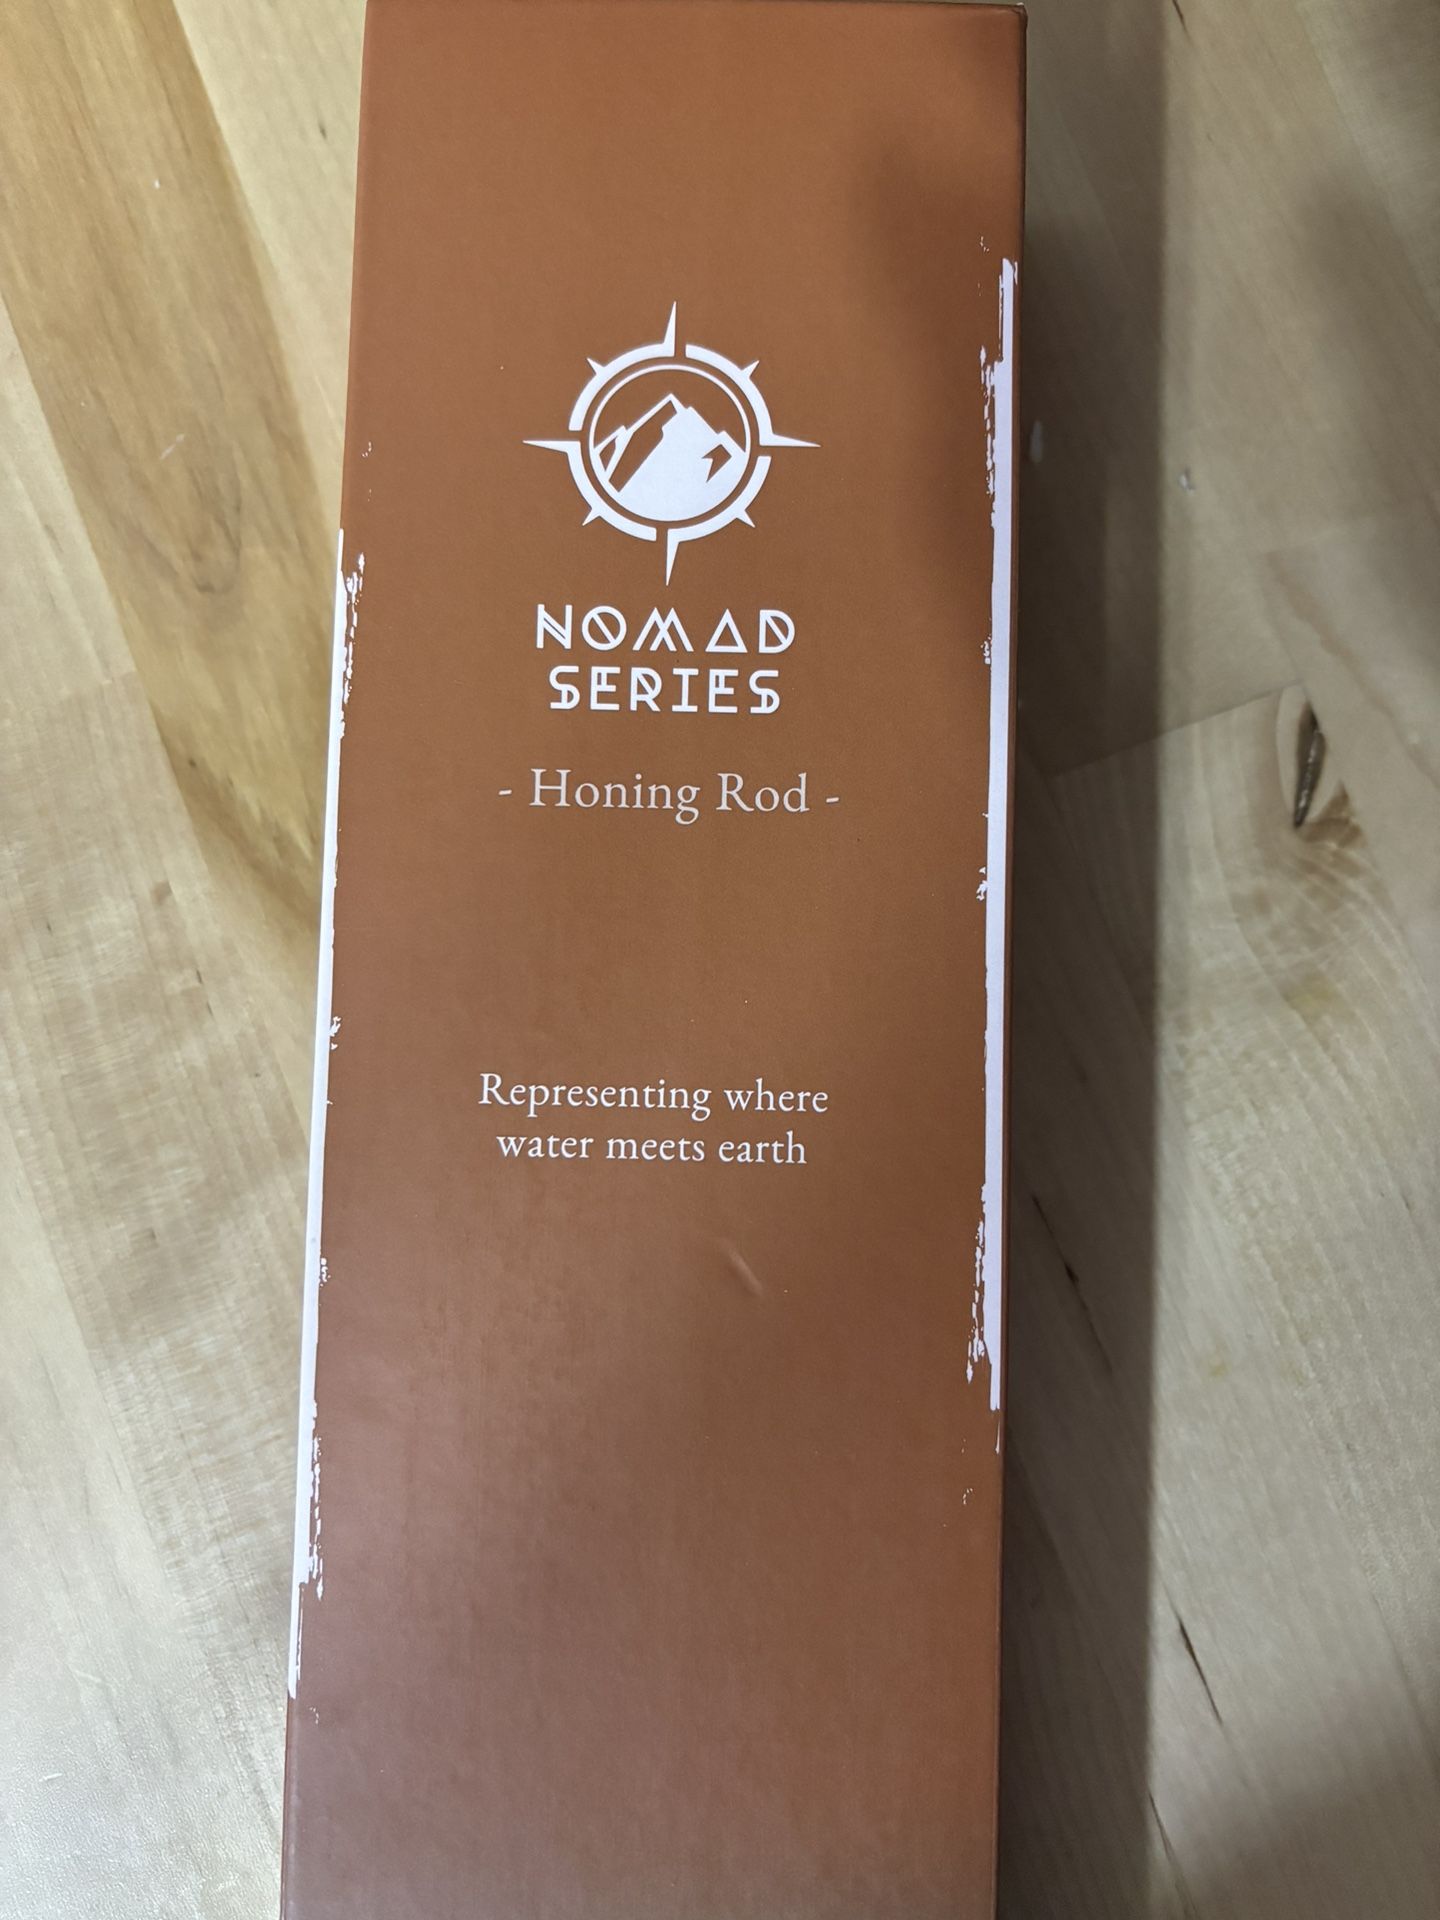 NOMAD
SERIES
- Honing Rod -
Representing where
water meets earth